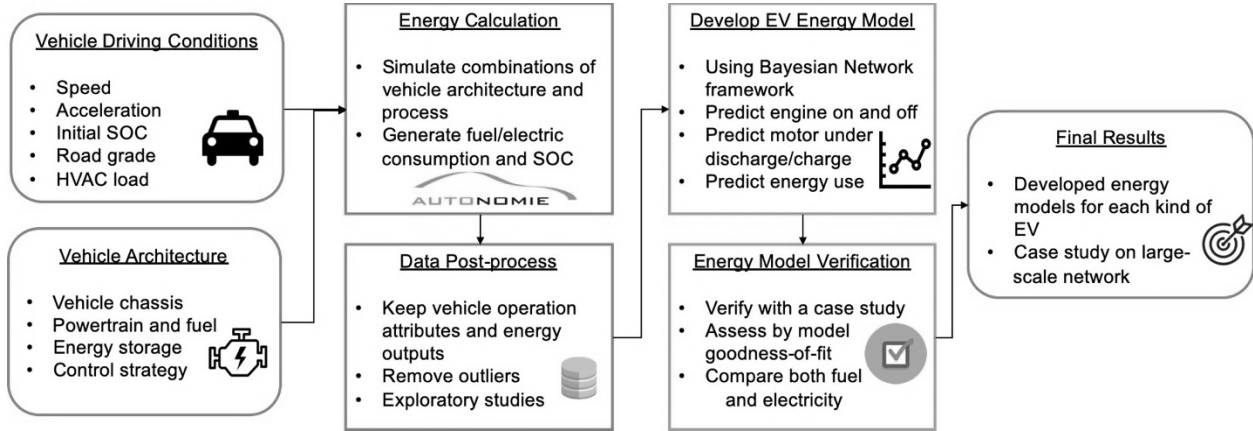 Vehicle Driving Conditions
• Speed
• Acceleration
• Initial SOC
• Road grade
• HVAC load
Vehicle Architecture
• Vehicle chassis
• Powertrain and fuel
• Energy storage
• Control strategy
Energy Calculation
• Simulate combinations of
vehicle architecture and
process
• Generate fuel/electric
consumption and SOC
AUTONOMIE
Data Post-process
• Keep vehicle operation
attributes and energy
outputs
• Remove outliers
• Exploratory studies
Develop EV Energy Model
• Using Bayesian Network
framework
• Predict engine on and off
• Predict motor under
discharge/charge
• Predict energy use
Energy Model Verification
• Verify with a case study
• Assess by model
goodness-of-fit
• Compare both fuel
and electricity
Final Results
• Developed energy
models for each kind of
EV
• Case study on large-
scale network